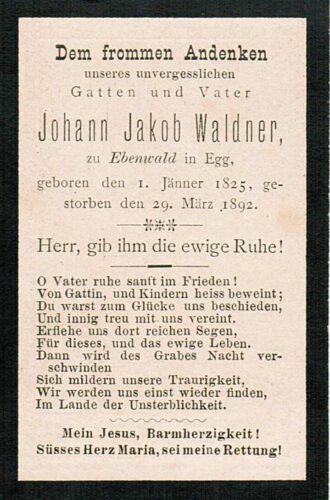 Dem frommen Andenken
unseres unvergesslichen
Gatten und Vater
Johann Jakob Waldner,
zu Ebenwald in Egg,
geboren den 1. Jänner 1825, ge-
storben den 29. März 1892.
Herr, gib ihm die ewige Ruhe!
O Vater ruhe sanft im Frieden!
Von Gattin, und Kindern heiss beweint;
Du warst zum Glücke uns beschieden,
Und innig treu mit uns vereint.
Erflehe uns dort reichen Segen,
Für dieses, und das ewige Leben.
Dann wird des Grabes Nacht ver-
schwinden
Sich mildern unsere Traurigkeit,
Wir werden uns einst wieder finden,
Im Lande der Unsterblichkeit.
Mein Jesus, Barmherzigkeit!
Süsses Herz Maria, sei meine Rettung!